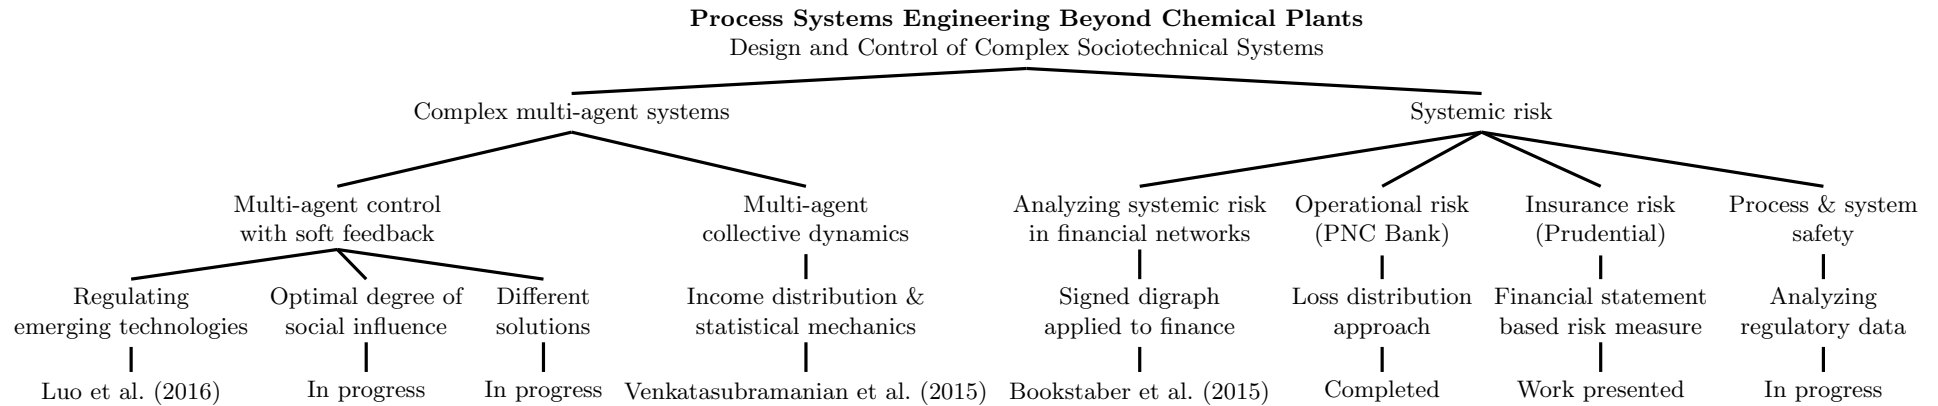 Process Systems Engineering Beyond Chemical Plants
Design and Control of Complex Sociotechnical Systems
Complex multi-agent systems
Systemic risk
Multi-agent control
with soft feedback
Multi-agent
collective dynamics
Analyzing systemic risk
in financial networks
Operational risk
(PNC Bank)
Insurance risk
(Prudential)
Process & system
safety
Regulating
emerging technologies
Optimal degree of
social influence
Different
solutions
Income distribution &
statistical mechanics
Signed digraph
applied to finance
Loss distribution
approach
Financial statement
based risk measure
Analyzing
regulatory data
Luo et al. (2016)
In progress
In progress
Venkatasubramanian et al. (2015)
Bookstaber et al. (2015)
Completed
Work presented
In progress